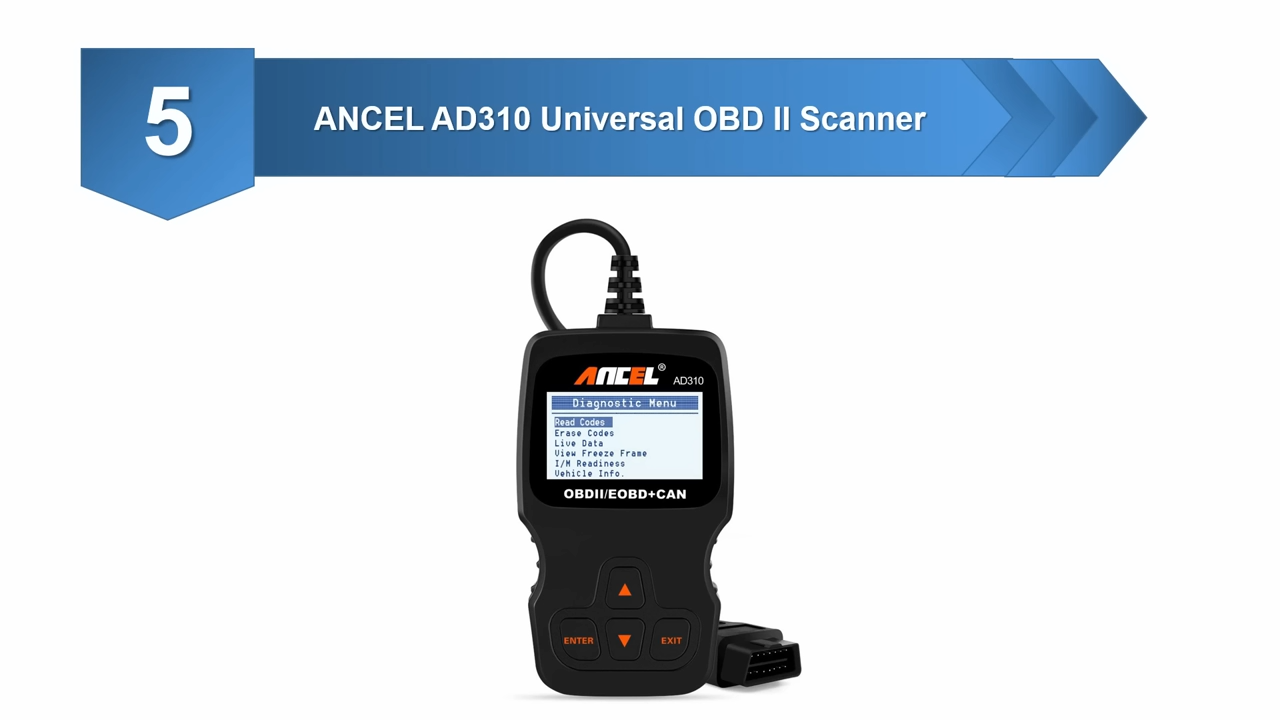 5
ANCEL AD310 Universal OBD II Scanner
ANCEL® AD310
Diagnostic Menu
Read Codes
Erase Codes
Live Data
View Freeze Frame
I/M Readiness
Vehicle Info.
OBDII/EOBD+CAN
▲
ENTER ▼ EXIT